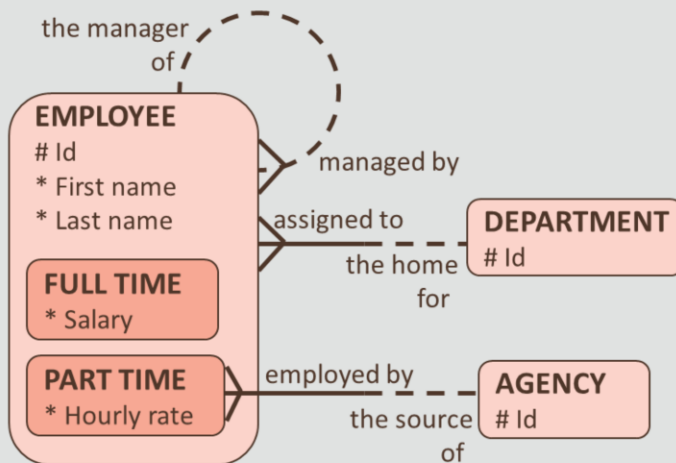 the manager
of
EMPLOYEE
# Id
* First name
* Last name
managed by
assigned to
the home
for
DEPARTMENT
# Id
FULL TIME
* Salary
PART TIME
* Hourly rate
employed by
the source
of
AGENCY
# Id